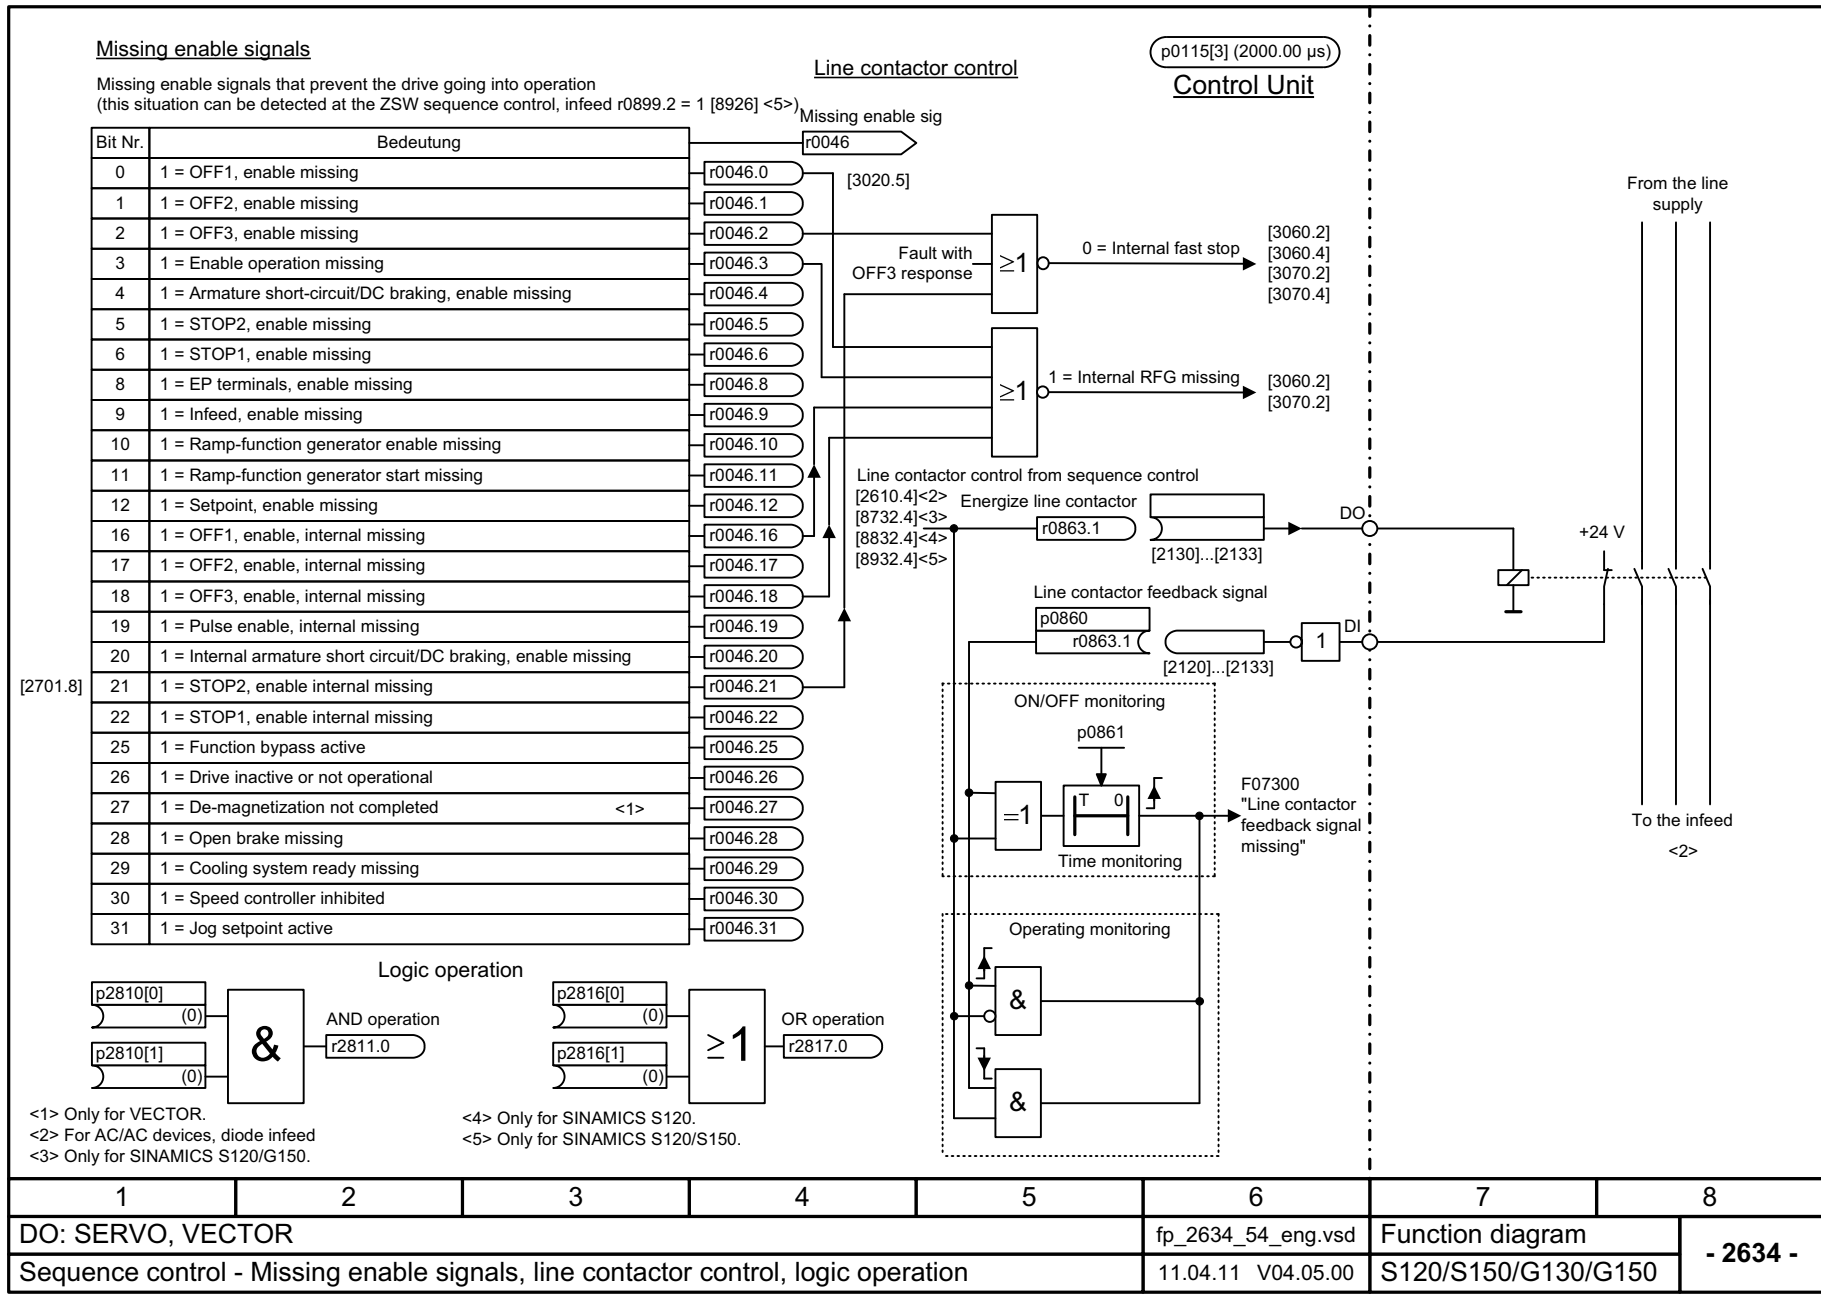 Missing enable signals
Missing enable signals that prevent the drive going into operation
(this situation can be detected at the ZSW sequence control, infeed r0899.2 = 1 [8926] <5>).
Line contactor control
p0115[3] (2000.00 µs)
Control Unit
Missing enable sig
r0046
[3020.5]
Bit Nr. Bedeutung
0 1 = OFF1, enable missing r0046.0
1 1 = OFF2, enable missing r0046.1
2 1 = OFF3, enable missing r0046.2
3 1 = Enable operation missing r0046.3
4 1 = Armature short-circuit/DC braking, enable missing r0046.4
5 1 = STOP2, enable missing r0046.5
6 1 = STOP1, enable missing r0046.6
8 1 = EP terminals, enable missing r0046.8
9 1 = Infeed, enable missing r0046.9
10 1 = Ramp-function generator enable missing r0046.10
11 1 = Ramp-function generator start missing r0046.11
12 1 = Setpoint, enable missing r0046.12
16 1 = OFF1, enable, internal missing r0046.16
17 1 = OFF2, enable, internal missing r0046.17
18 1 = OFF3, enable, internal missing r0046.18
19 1 = Pulse enable, internal missing r0046.19
20 1 = Internal armature short circuit/DC braking, enable missing r0046.20
[2701.8] 21 1 = STOP2, enable internal missing r0046.21
22 1 = STOP1, enable internal missing r0046.22
25 1 = Function bypass active r0046.25
26 1 = Drive inactive or not operational r0046.26
27 1 = De-magnetization not completed <1> r0046.27
28 1 = Open brake missing r0046.28
29 1 = Cooling system ready missing r0046.29
30 1 = Speed controller inhibited r0046.30
31 1 = Jog setpoint active r0046.31
Fault with
OFF3 response
≥1
0 = Internal fast stop
[3060.2]
[3060.4]
[3070.2]
[3070.4]
≥1
1 = Internal RFG missing
[3060.2]
[3070.2]
Line contactor control from sequence control
[2610.4]<2>
[8732.4]<3>
[8832.4]<4>
[8932.4]<5>
Energize line contactor
r0863.1
[2130]...[2133]
DO
Line contactor feedback signal
p0860
r0863.1
[2120]...[2133]
1
DI
ON/OFF monitoring
p0861
=1
T 0
Time monitoring
F07300
"Line contactor
feedback signal
missing"
Operating monitoring
&
&
From the line
supply
+24 V
To the infeed
<2>
Logic operation
p2810[0]
(0)
p2810[1]
(0)
&
AND operation
r2811.0
p2816[0]
(0)
p2816[1]
(0)
≥1
OR operation
r2817.0
<1> Only for VECTOR.
<2> For AC/AC devices, diode infeed
<3> Only for SINAMICS S120/G150.
<4> Only for SINAMICS S120.
<5> Only for SINAMICS S120/S150.
1 2 3 4 5 6 7 8
DO: SERVO, VECTOR
fp_2634_54_eng.vsd
Function diagram
- 2634 -
Sequence control - Missing enable signals, line contactor control, logic operation
11.04.11 V04.05.00
S120/S150/G130/G150